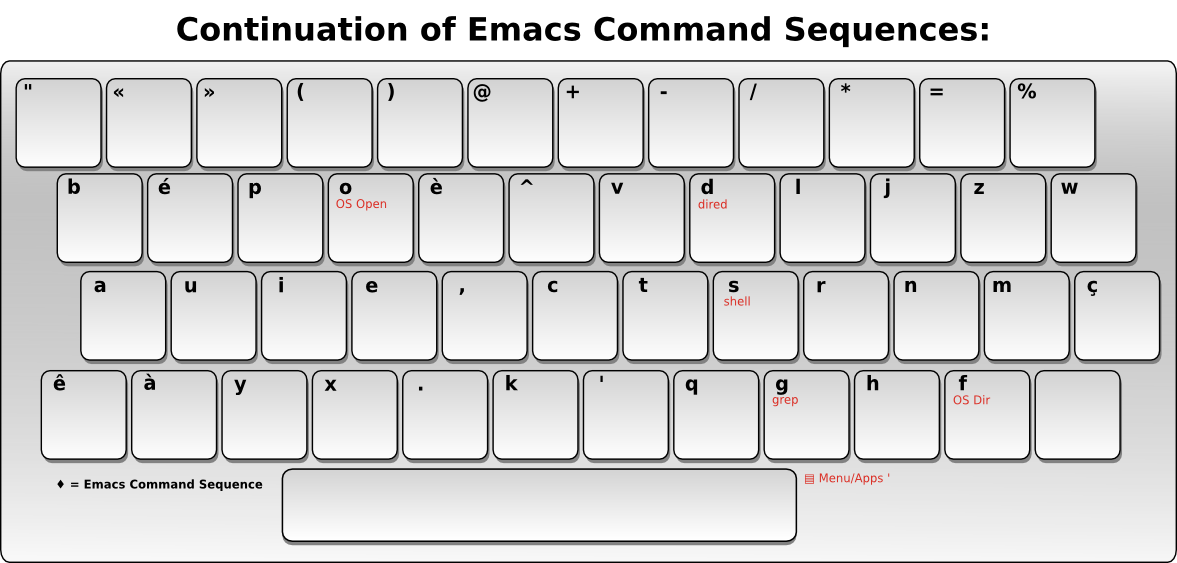 Continuation of Emacs Command Sequences:
" « » ( ) @ + - / * = %
b é p o è ^ v d l j z w
OS Open dired
a u i e , c t s r n m ç
shell
ê à y x . k ' q g h f
grep OS Dir
♦ = Emacs Command Sequence ▤ Menu/Apps '